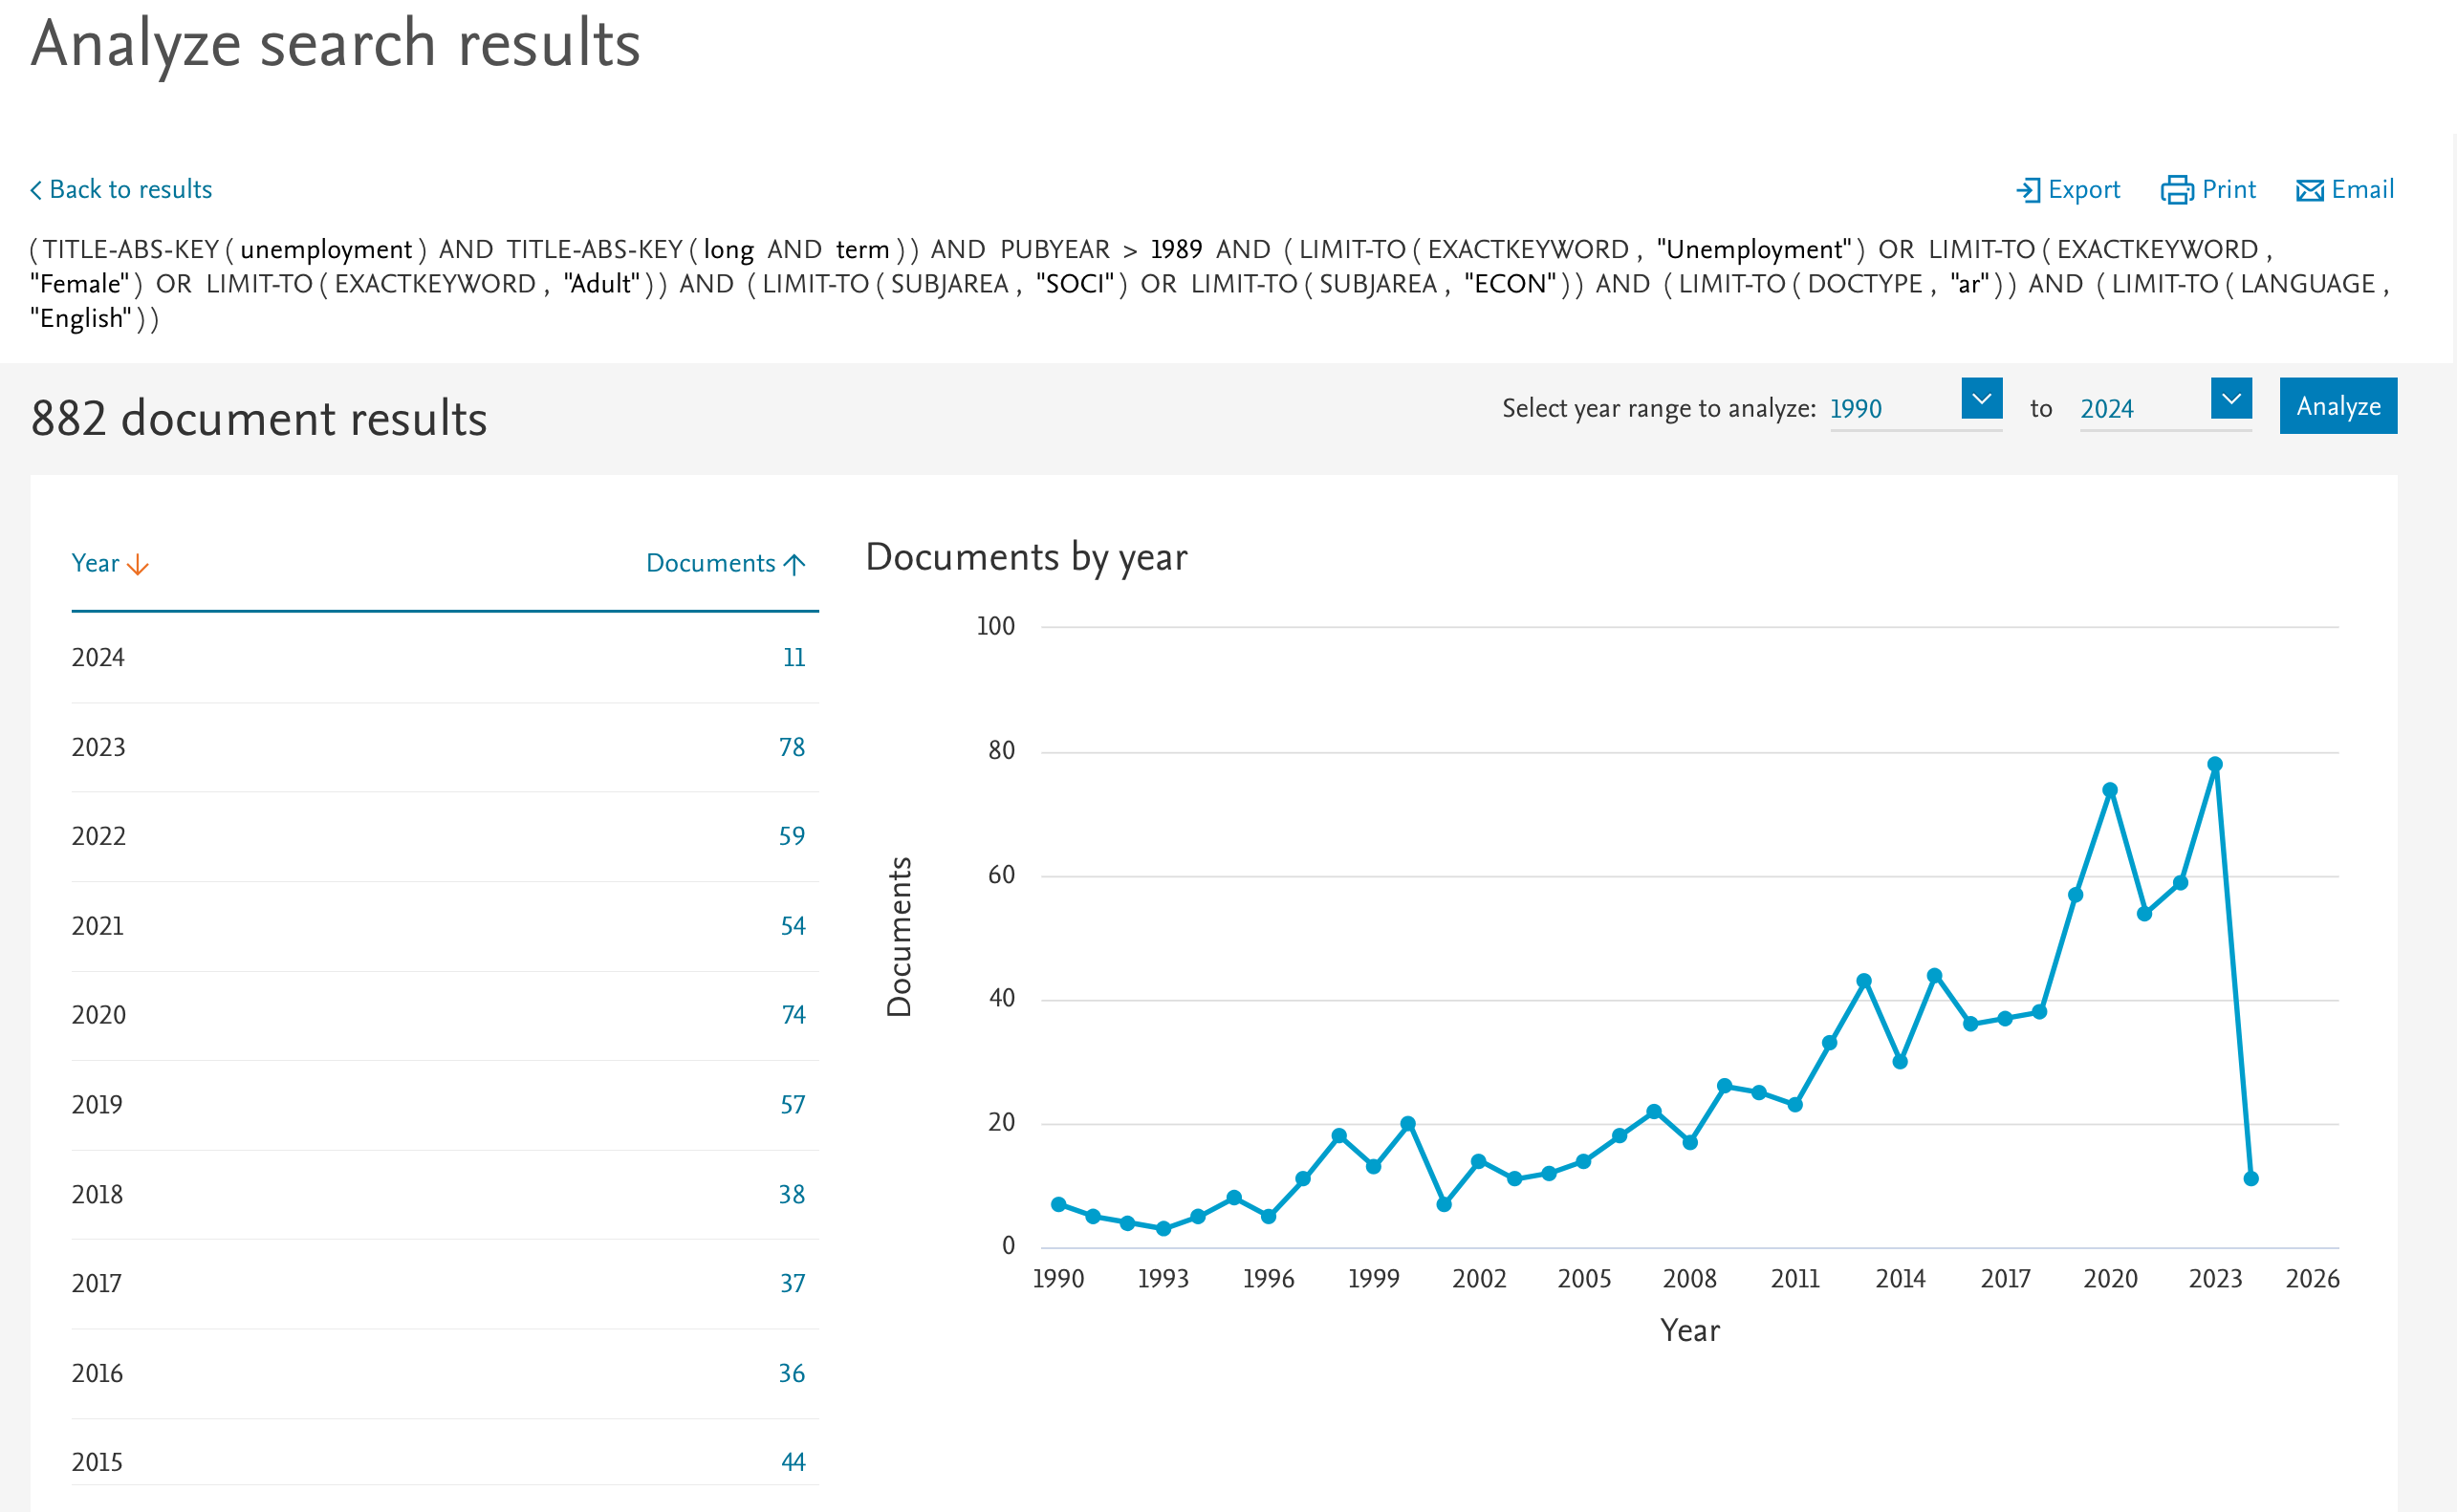 Analyze search results
Back to results
Export Print Email
(TITLE-ABS-KEY(unemployment) AND TITLE-ABS-KEY(long AND term)) AND PUBYEAR > 1989 AND (LIMIT-TO(EXACTKEYWORD, "Unemployment") OR LIMIT-TO(EXACTKEYWORD,
"Female") OR LIMIT-TO(EXACTKEYWORD, "Adult")) AND (LIMIT-TO(SUBJAREA, "SOCI") OR LIMIT-TO(SUBJAREA, "ECON")) AND (LIMIT-TO(DOCTYPE, "ar")) AND (LIMIT-TO(LANGUAGE,
"English"))
882 document results
Select year range to analyze: 1990 to 2024 Analyze
Year Documents
2024 11
2023 78
2022 59
2021 54
2020 74
2019 57
2018 38
2017 37
2016 36
2015 44
Documents by year
100
80
60
40
20
0
Documents
1990 1993 1996 1999 2002 2005 2008 2011 2014 2017 2020 2023 2026
Year